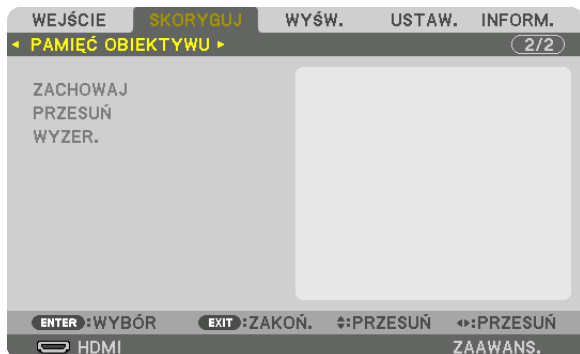 WEJŚCIE SKORYGUJ WYŚW. USTAW. INFORM.
◂ PAMIĘĆ OBIEKTYWU ▸ 2/2
ZACHOWAJ
PRZESUŃ
WYZER.
ENTER :WYBÓR EXIT :ZAKOŃ. ♦:PRZESUŃ ◂▸:PRZESUŃ
HDMI ZAAWANS.